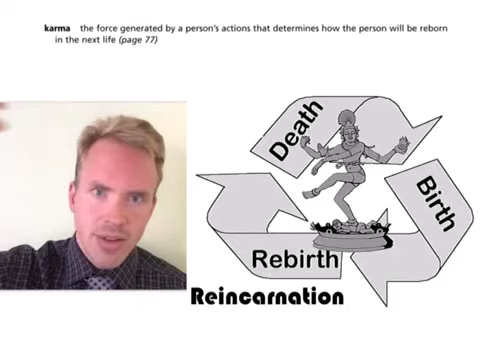 karma the force generated by a person's actions that determines how the person will be reborn
in the next life (page 77)
Death
Birth
Rebirth
Reincarnation